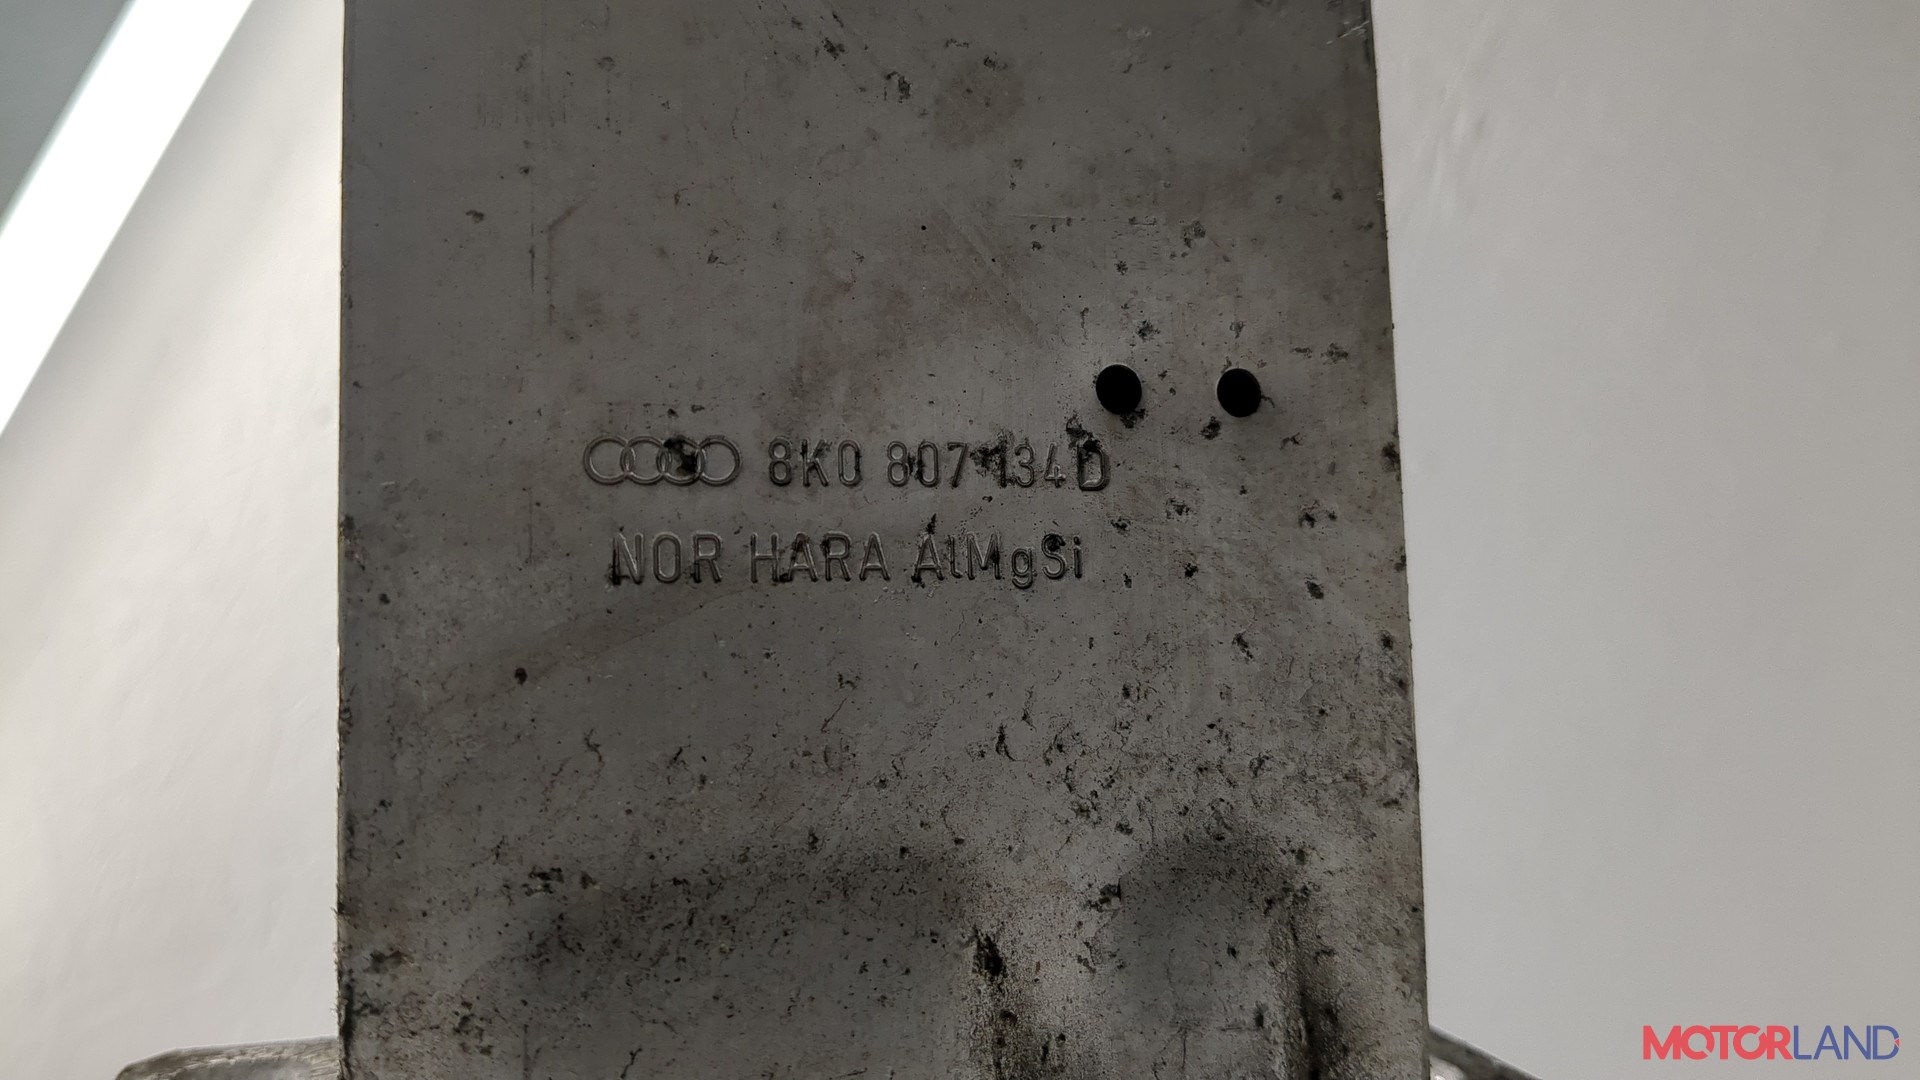 8K0 807 134 D
NOR HARA AlMgSi
MOTORLAND